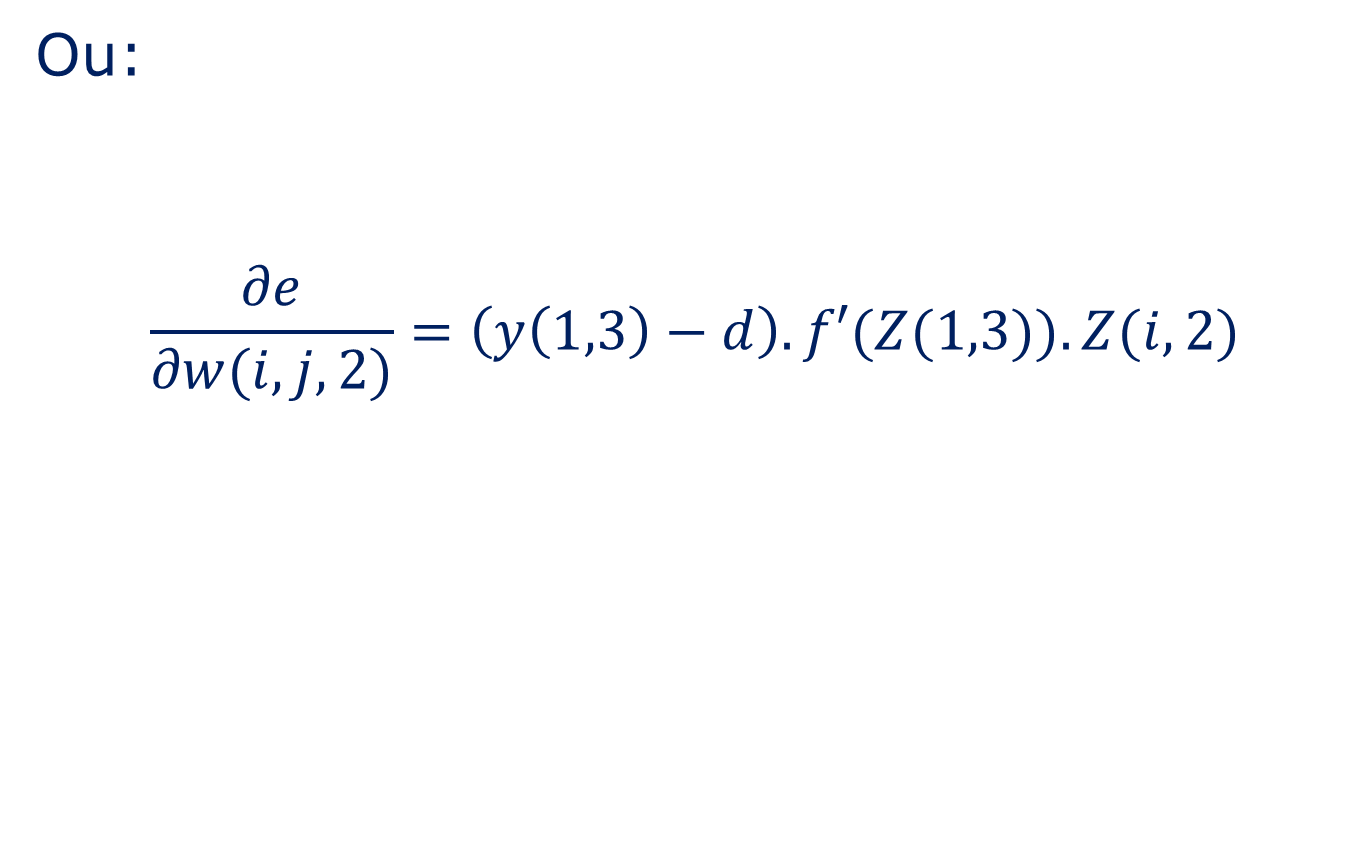 Ou:
∂e
∂w(i, j, 2)
= (y(1,3) − d). f′(Z(1,3)). Z(i, 2)